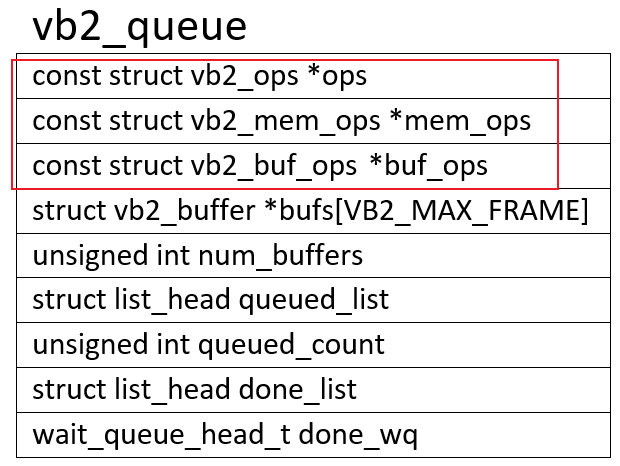 vb2_queue
const struct vb2_ops *ops
const struct vb2_mem_ops *mem_ops
const struct vb2_buf_ops *buf_ops
struct vb2_buffer *bufs[VB2_MAX_FRAME]
unsigned int num_buffers
struct list_head queued_list
unsigned int queued_count
struct list_head done_list
wait_queue_head_t done_wq